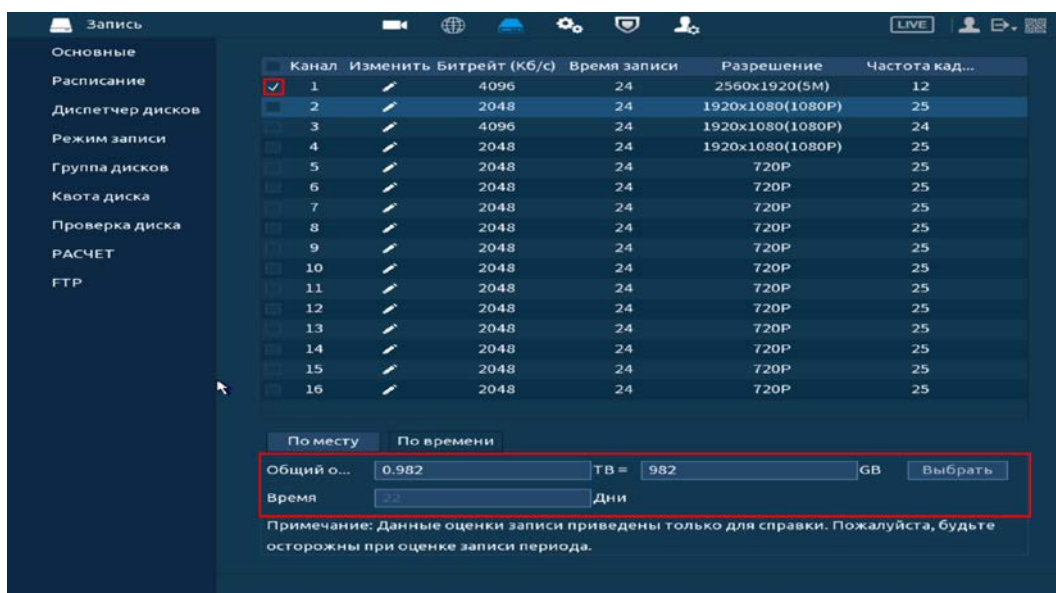 Запись LIVE
Основные
Расписание
Диспетчер дисков
Режим записи
Группа дисков
Квота диска
Проверка диска
РАСЧЕТ
FTP
Канал Изменить Битрейт (Кб/с) Время записи Разрешение Частота кад...
1 4096 24 2560x1920(5M) 12
2 2048 24 1920x1080(1080P) 25
3 4096 24 1920x1080(1080P) 24
4 2048 24 1920x1080(1080P) 25
5 2048 24 720P 25
6 2048 24 720P 25
7 2048 24 720P 25
8 2048 24 720P 25
9 2048 24 720P 25
10 2048 24 720P 25
11 2048 24 720P 25
12 2048 24 720P 25
13 2048 24 720P 25
14 2048 24 720P 25
15 2048 24 720P 25
16 2048 24 720P 25
По месту По времени
Общий о... 0.982 TB = 982 GB Выбрать
Время 22 Дни
Примечание: Данные оценки записи приведены только для справки. Пожалуйста, будьте
осторожны при оценке записи периода.